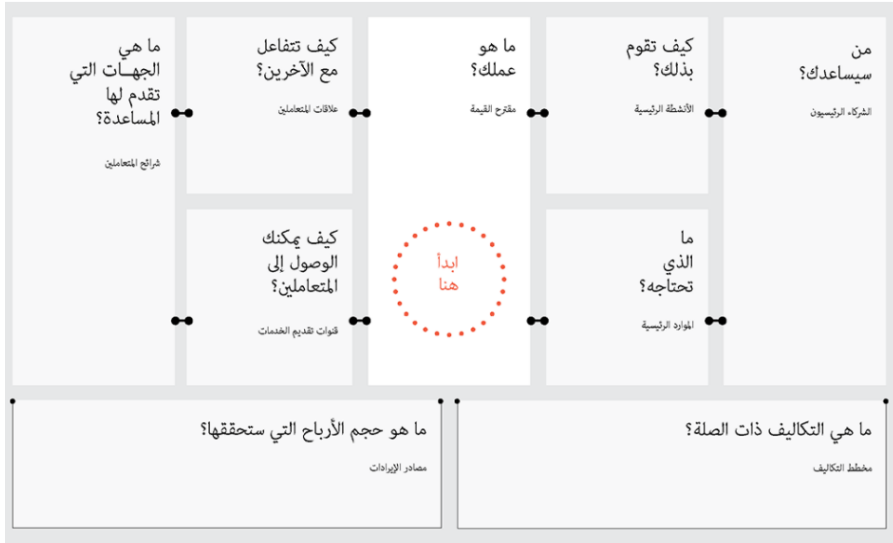 من
سيساعدك؟
الشركاء الرئيسيون
كيف تقوم
بذلك؟
الأنشطة الرئيسية
ما
الذي
تحتاجه؟
الموارد الرئيسية
ما هو
عملك؟
مقترح القيمة
ابدأ
هنا
كيف تتفاعل
مع الآخرين؟
علاقات المتعاملين
كيف يمكنك
الوصول إلى
المتعاملين؟
قنوات تقديم الخدمات
ما هي
الجهات التي
تقدم لها
المساعدة؟
شرائح المتعاملين
ما هي التكاليف ذات الصلة؟
مخطط التكاليف
ما هو حجم الأرباح التي ستحققها؟
مصادر الإيرادات